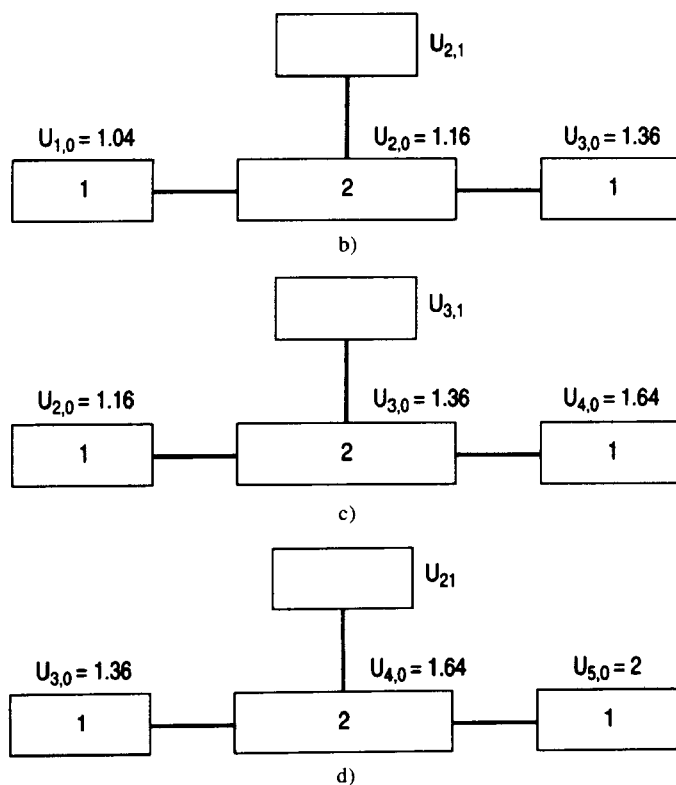 U2,1
U1,0 = 1.04 U2,0 = 1.16 U3,0 = 1.36
1 2 1
b)
U3,1
U2,0 = 1.16 U3,0 = 1.36 U4,0 = 1.64
1 2 1
c)
U21
U3,0 = 1.36 U4,0 = 1.64 U5,0 = 2
1 2 1
d)